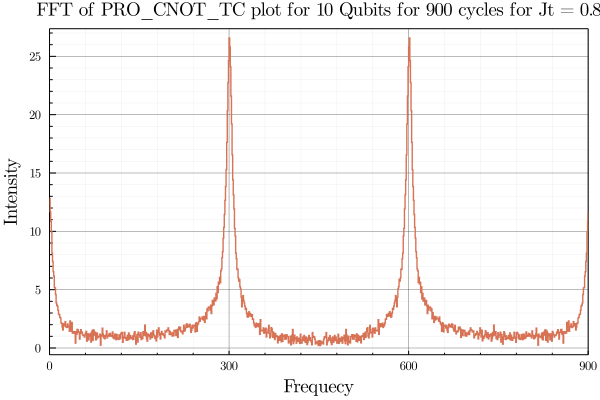 FFT of PRO_CNOT_TC plot for 10 Qubits for 900 cycles for Jt = 0.8
25
20
15
10
5
0
Intensity
0 300 600 900
Frequecy